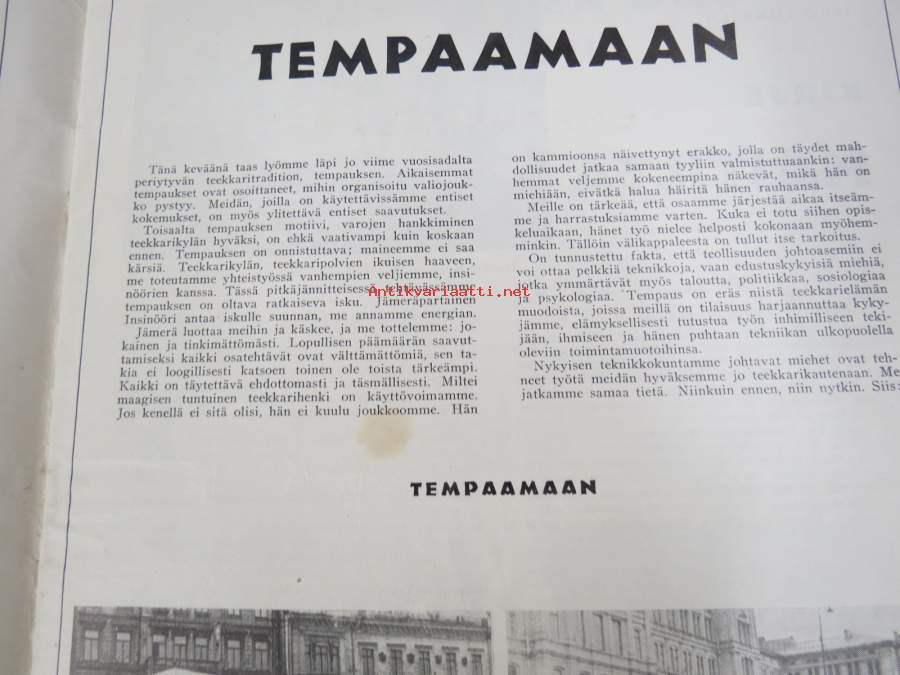 TEMPAAMAAN
Tänä keväänä taas lyömme läpi jo viime vuosisadalta
periytyvän teekkaritradition, tempauksen. Aikaisemmat
tempaukset ovat osoittaneet, mihin organisoitu valiojouk-
ko pystyy. Meidän, joilla on käytettävissämme entiset
kokemukset, on myös ylitettävä entiset saavutukset.
Toisaalta tempauksen motiivi, varojen hankkiminen
teekkarikylän hyväksi, on ehkä vaativampi kuin koskaan
ennen. Tempauksen on onnistuttava; maineemme ei saa
kärsiä. Teekkarikylän, teekkaripolvien ikuisen haaveen,
me toteutamme yhteistyössä vanhempien veljiemme, insi-
nöörien kanssa. Tässä pitkäjännitteisessä tehtävässämme
tempauksen on oltava ratkaiseva isku. Jämeräpartainen
Insinööri antaa iskulle suunnan, me annamme energian.
Jämerä luottaa meihin ja käskee, ja me tottelemme: jo-
kainen ja tinkimättömästi. Lopullisen päämäärän saavut-
tamiseksi kaikki osatehtävät ovat välttämättömiä, sen ta-
kia ei loogillisesti katsoen toinen ole toista tärkeämpi.
Kaikki on täytettävä ehdottomasti ja täsmällisesti. Miltei
maagisen tuntuinen teekkarihenki on käyttövoimamme.
Jos kenellä ei sitä olisi, hän ei kuulu joukkoomme. Hän
on kammioonsa näivettynyt erakko, jolla on täydet mah-
dollisuudet jatkaa samaan tyyliin valmistuttuaankin: van-
hemmat veljemme kokeneempina näkevät, mikä hän on
miehiään, eivätkä halua häiritä hänen rauhaansa.
Meille on tärkeää, että osaamme järjestää aikaa itseäm-
me ja harrastuksiamme varten. Kuka ei totu siihen opis-
keluaikaan, hänet työ nielee helposti kokonaan myöhem-
minkin. Tällöin välikappaleesta on tullut itse tarkoitus.
On tunnustettu fakta, että teollisuuden johtoasemiin ei
voi ottaa pelkkiä teknikkoja, vaan edustuskykyisiä miehiä,
jotka ymmärtävät myös taloutta, politiikkaa, sosiologiaa
ja psykologiaa. Tempaus on eräs niistä teekkarielämän
muodoista, joissa meillä on tilaisuus harjaannuttaa kyky-
jämme, elämyksellisesti tutustua työn inhimilliseen teki-
jään, ihmiseen ja hänen puhtaan tekniikan ulkopuolella
oleviin toimintamuotoihinsa.
Nykyisen teknikkokuntamme johtavat miehet ovat teh-
neet työtä meidän hyväksemme jo teekkarikautenaan. Me
jatkamme samaa tietä. Niinkuin ennen, niin nytkin. Siis:
TEMPAAMAAN
Antikvariaatti.net